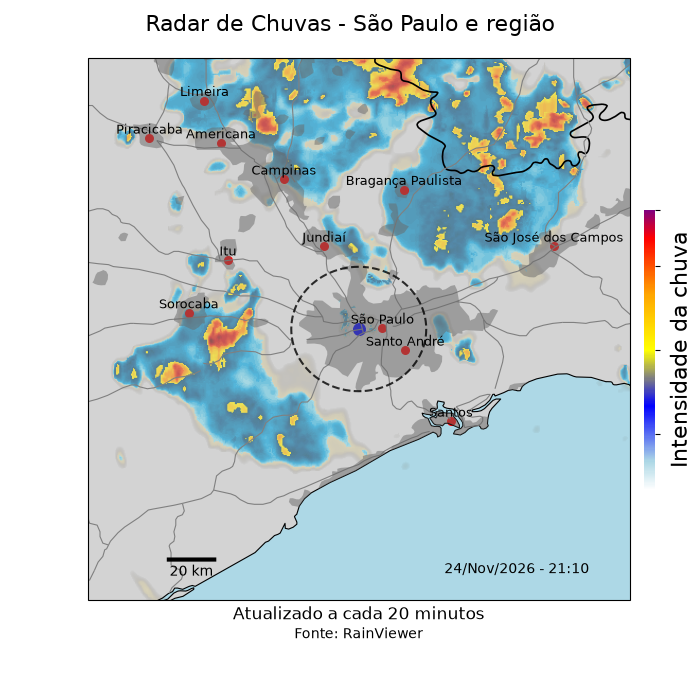 Radar de Chuvas - São Paulo e região
Limeira
Piracicaba
Americana
Campinas
Bragança Paulista
Jundiaí
São José dos Campos
Itu
Sorocaba
São Paulo
Santo André
Santos
Intensidade da chuva
20 km
24/Nov/2026 - 21:10
Atualizado a cada 20 minutos
Fonte: RainViewer